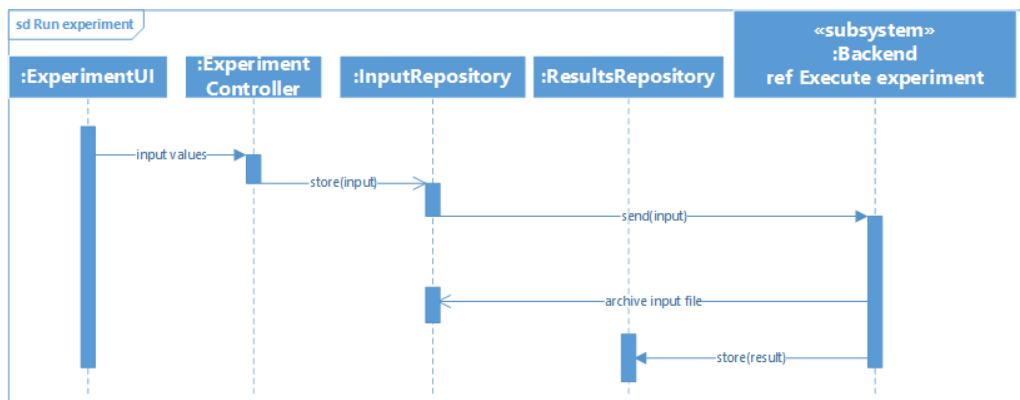 sd Run experiment
:ExperimentUI
:Experiment
Controller
:InputRepository
:ResultsRepository
«subsystem»
:Backend
ref Execute experiment
input values
store(input)
send(input)
archive input file
store(result)